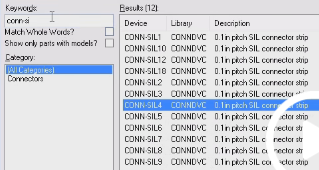 Keywords:
conn-si
Match Whole Words?
Show only parts with models?
Category:
(All Categories)
Connectors
Results (12)
Device Library Description
CONN-SIL1 CONNDVC 0.1in pitch SIL connector strip
CONN-SIL10 CONNDVC 0.1in pitch SIL connector strip
CONN-SIL12 CONNDVC 0.1in pitch SIL connector strip
CONN-SIL18 CONNDVC 0.1in pitch SIL connector strip
CONN-SIL2 CONNDVC 0.1in pitch SIL connector strip
CONN-SIL3 CONNDVC 0.1in pitch SIL connector strip
CONN-SIL4 CONNDVC 0.1in pitch SIL connector strip
CONN-SIL5 CONNDVC 0.1in pitch SIL connector strip
CONN-SIL6 CONNDVC 0.1in pitch SIL connector strip
CONN-SIL7 CONNDVC 0.1in pitch SIL connector strip
CONN-SIL8 CONNDVC 0.1in pitch SIL connector strip
CONN-SIL9 CONNDVC 0.1in pitch SIL connector strip